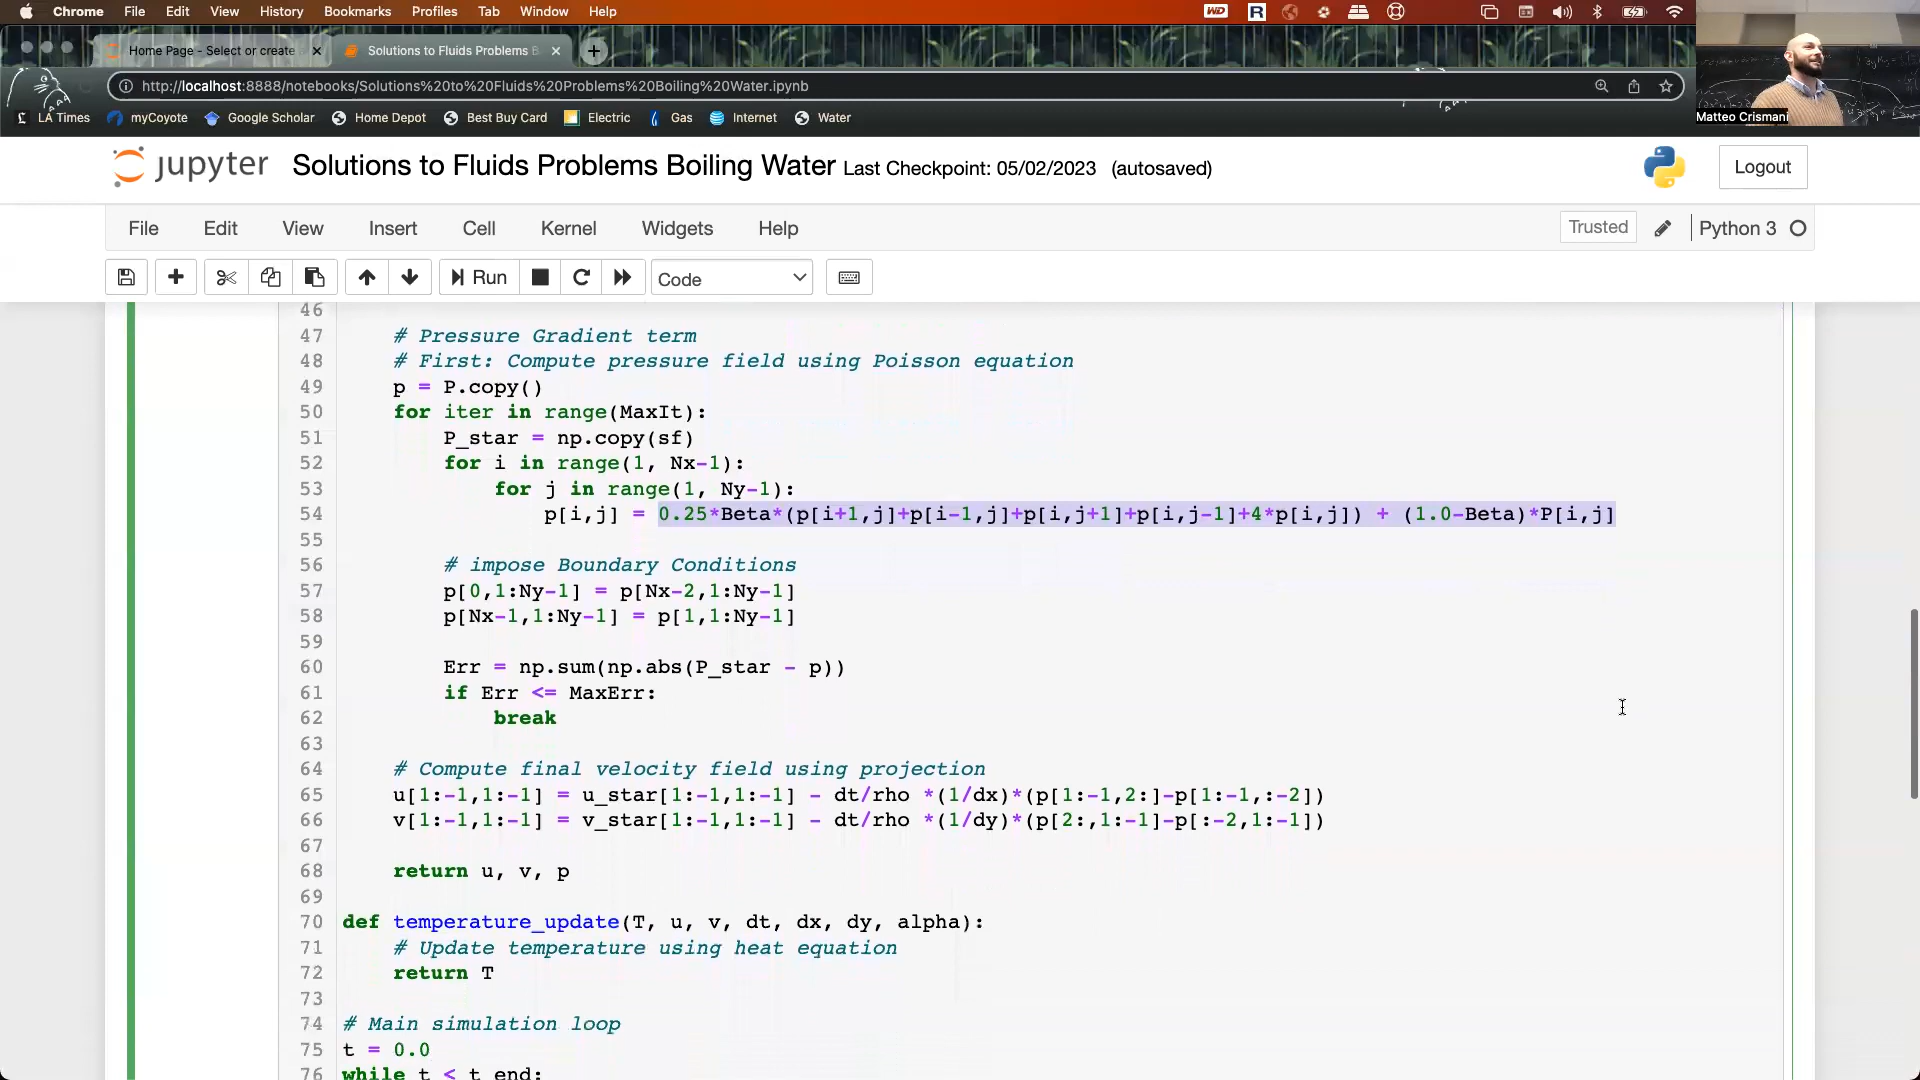 Chrome File Edit View History Bookmarks Profiles Tab Window Help
Home Page - Select or create
Solutions to Fluids Problems B
http://localhost:8888/notebooks/Solutions%20to%20Fluids%20Problems%20Boiling%20Water.ipynb
LA Times myCoyote Google Scholar Home Depot Best Buy Card Electric Gas Internet Water
Matteo Crismani
jupyter Solutions to Fluids Problems Boiling Water Last Checkpoint: 05/02/2023 (autosaved)
Logout
File Edit View Insert Cell Kernel Widgets Help
Trusted Python 3
Run Code
46
47 # Pressure Gradient term
48 # First: Compute pressure field using Poisson equation
49 p = P.copy()
50 for iter in range(MaxIt):
51 P_star = np.copy(sf)
52 for i in range(1, Nx-1):
53 for j in range(1, Ny-1):
54 p[i,j] = 0.25*Beta*(p[i+1,j]+p[i-1,j]+p[i,j+1]+p[i,j-1]+4*p[i,j]) + (1.0-Beta)*P[i,j]
55
56 # impose Boundary Conditions
57 p[0,1:Ny-1] = p[Nx-2,1:Ny-1]
58 p[Nx-1,1:Ny-1] = p[1,1:Ny-1]
59
60 Err = np.sum(np.abs(P_star - p))
61 if Err <= MaxErr:
62 break
63
64 # Compute final velocity field using projection
65 u[1:-1,1:-1] = u_star[1:-1,1:-1] - dt/rho *(1/dx)*(p[1:-1,2:]-p[1:-1,:-2])
66 v[1:-1,1:-1] = v_star[1:-1,1:-1] - dt/rho *(1/dy)*(p[2:,1:-1]-p[:-2,1:-1])
67
68 return u, v, p
69
70 def temperature_update(T, u, v, dt, dx, dy, alpha):
71 # Update temperature using heat equation
72 return T
73
74 # Main simulation loop
75 t = 0.0
76 while t < t_end: